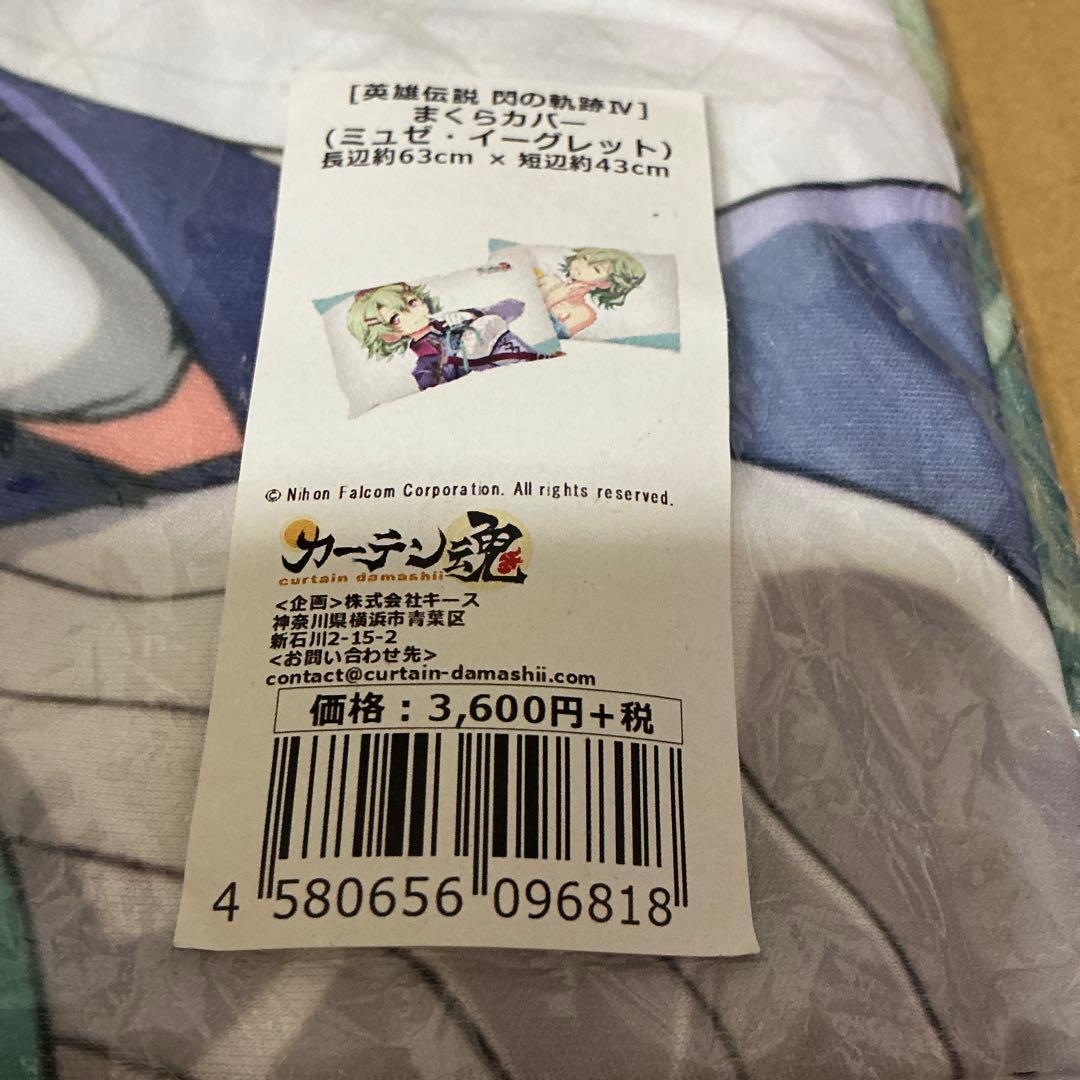 [英雄伝説 閃の軌跡Ⅳ]
まくらカバー
(ミュゼ・イーグレット)
長辺約63cm × 短辺約43cm
© Nihon Falcom Corporation. All rights reserved.
カーテン魂
curtain damashii
<企画>株式会社キース
神奈川県横浜市青葉区
新石川2-15-2
<お問い合わせ先>
contact@curtain-damashii.com
価格：3,600円+税
4 580656 096818